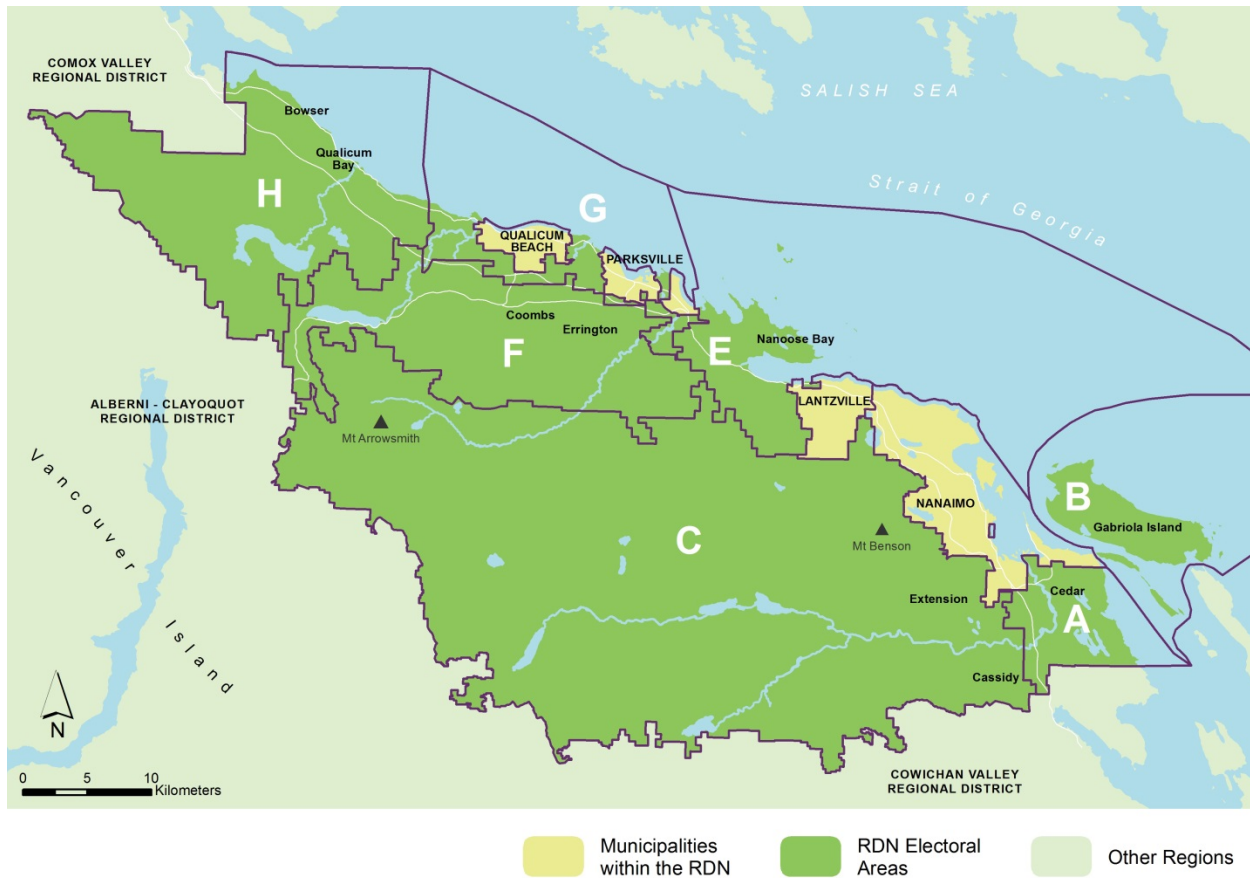 COMOX VALLEY
REGIONAL DISTRICT
SALISH SEA
Bowser
Qualicum
Bay
H
Strait of Georgia
G
QUALICUM
BEACH
PARKSVILLE
Coombs
Errington
F
E
Nanoose Bay
ALBERNI - CLAYOQUOT
REGIONAL DISTRICT
LANTZVILLE
Mt Arrowsmith
Vancouver Island
B
NANAIMO
Gabriola Island
C
Mt Benson
Extension
Cedar
A
Cassidy
N
0 5 10
Kilometers
COWICHAN VALLEY
REGIONAL DISTRICT
Municipalities
within the RDN
RDN Electoral
Areas
Other Regions